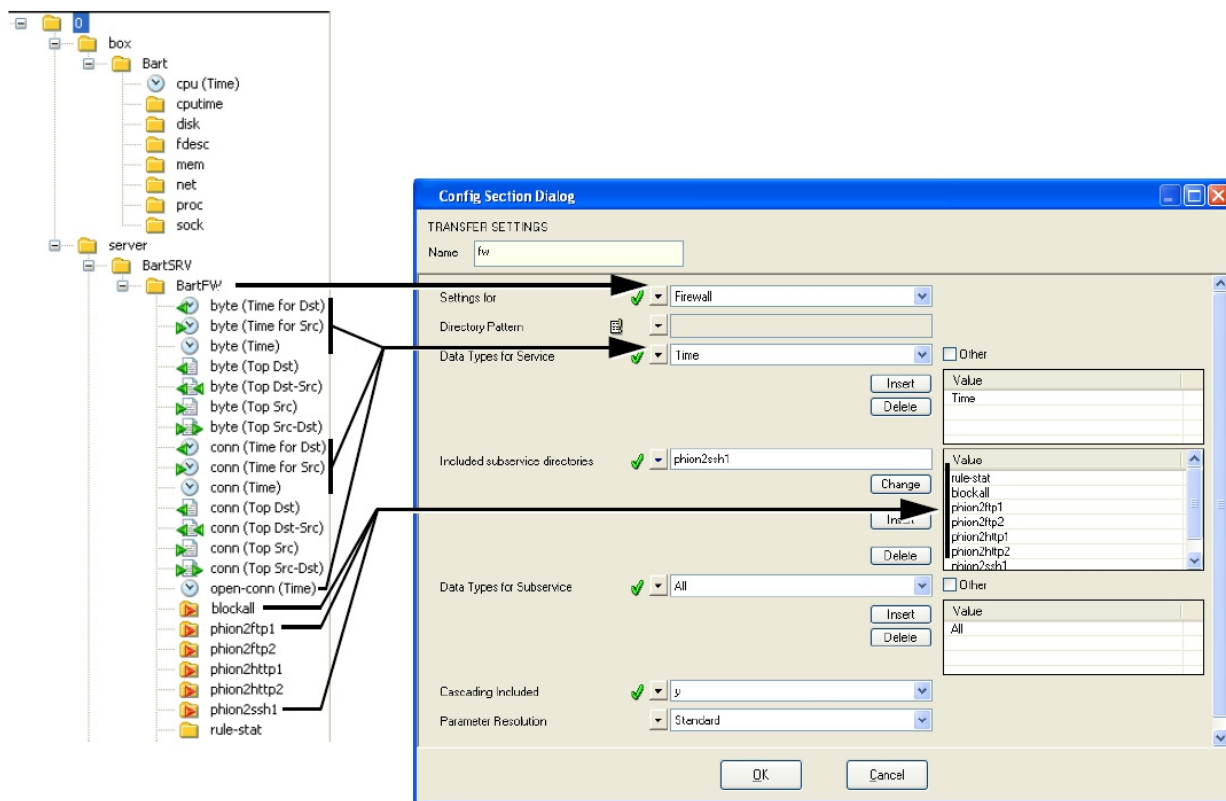 0
box
Bart
cpu (Time)
cputime
disk
fdesc
mem
net
proc
sock
server
BartSRV
BartFW
byte (Time for Dst)
byte (Time for Src)
byte (Time)
byte (Top Dst)
byte (Top Dst-Src)
byte (Top Src)
byte (Top Src-Dst)
conn (Time for Dst)
conn (Time for Src)
conn (Time)
conn (Top Dst)
conn (Top Dst-Src)
conn (Top Src)
conn (Top Src-Dst)
open-conn (Time)
blockall
phion2ftp1
phion2ftp2
phion2http1
phion2http2
phion2ssh1
rule-stat
Config Section Dialog
TRANSFER SETTINGS
Name fw
Settings for Firewall
Directory Pattern
Data Types for Service Time Other
Insert Value
Delete Time
Included subservice directories phion2ssh1
Change
Insert
Delete
Value
rule-stat
blockall
phion2ftp1
phion2ftp2
phion2http1
phion2http2
phion2ssh1
Data Types for Subservice All Other
Insert Value
Delete All
Cascading Included y
Parameter Resolution Standard
OK Cancel